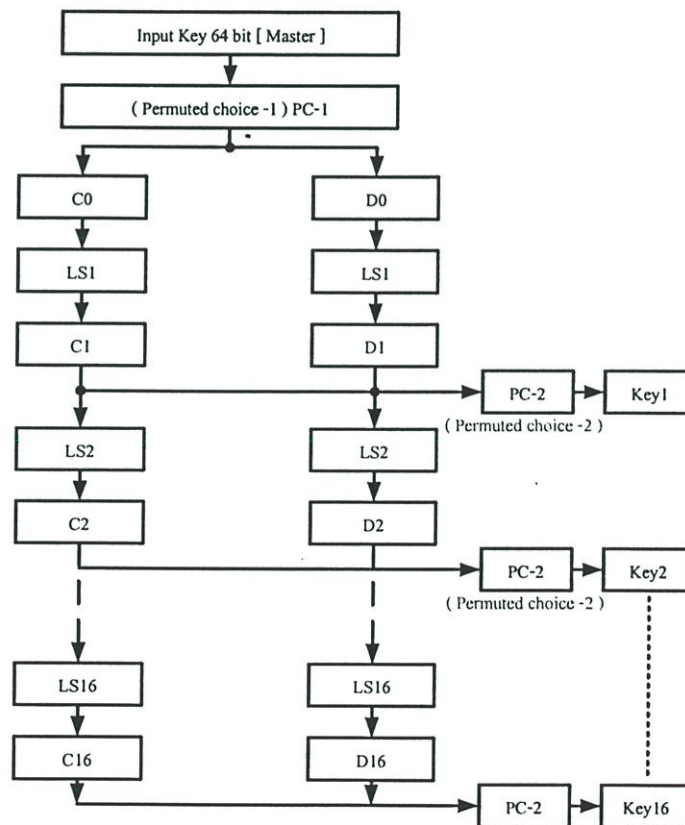 Input Key 64 bit [ Master ]
( Permuted choice -1 ) PC-1
C0
D0
LS1
LS1
C1
D1
PC-2
Key1
( Permuted choice -2 )
LS2
LS2
C2
D2
PC-2
Key2
( Permuted choice -2 )
LS16
LS16
C16
D16
PC-2
Key16